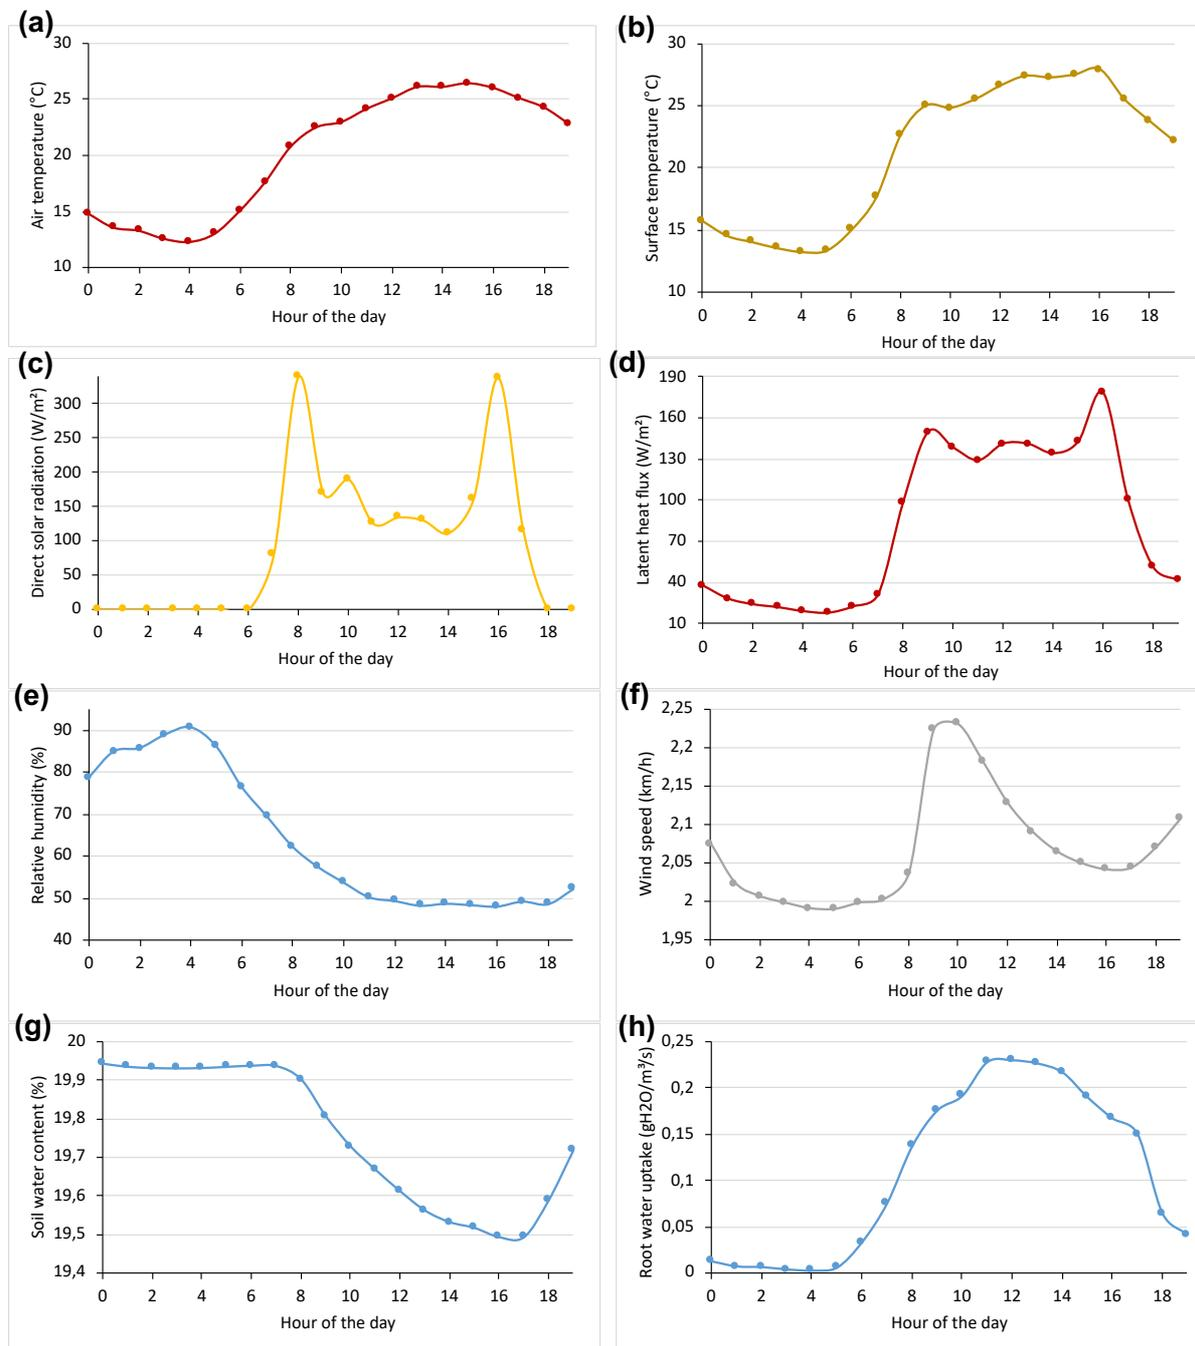 (a)
Air temperature (°C)
30
25
20
15
10
0 2 4 6 8 10 12 14 16 18
Hour of the day
(b)
Surface temperature (°C)
30
25
20
15
10
0 2 4 6 8 10 12 14 16 18
Hour of the day
(c)
Direct solar radiation (W/m²)
300
250
200
150
100
50
0
0 2 4 6 8 10 12 14 16 18
Hour of the day
(d)
Latent heat flux (W/m²)
190
160
130
100
70
40
10
0 2 4 6 8 10 12 14 16 18
Hour of the day
(e)
Relative humidity (%)
90
80
70
60
50
40
0 2 4 6 8 10 12 14 16 18
Hour of the day
(f)
Wind speed (km/h)
2,25
2,2
2,15
2,1
2,05
2
1,95
0 2 4 6 8 10 12 14 16 18
Hour of the day
(g)
Soil water content (%)
20
19,9
19,8
19,7
19,6
19,5
19,4
0 2 4 6 8 10 12 14 16 18
Hour of the day
(h)
Root water uptake (gH2O/m³/s)
0,25
0,2
0,15
0,1
0,05
0
0 2 4 6 8 10 12 14 16 18
Hour of the day